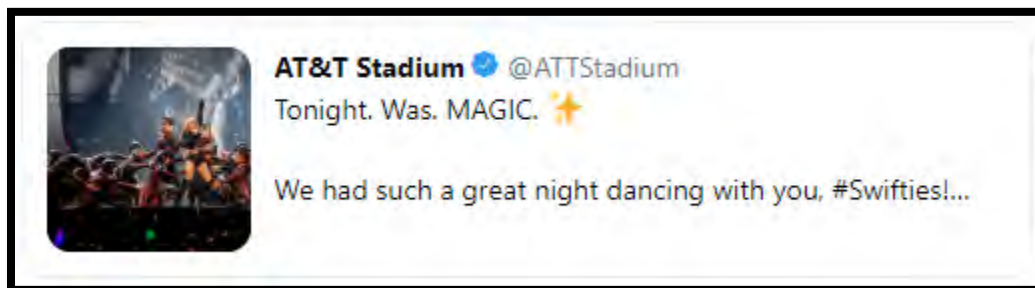 AT&T Stadium @ATTStadium
Tonight. Was. MAGIC. ✨
We had such a great night dancing with you, #Swifties!...